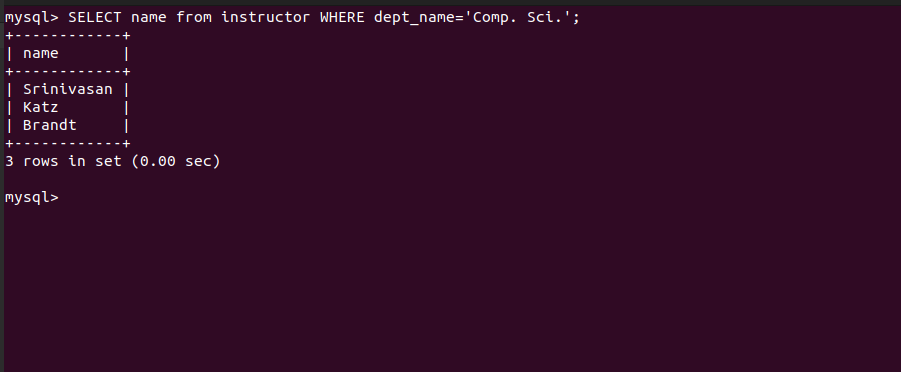 mysql> SELECT name from instructor WHERE dept_name='Comp. Sci.';
+------------+
| name       |
+------------+
| Srinivasan |
| Katz       |
| Brandt     |
+------------+
3 rows in set (0.00 sec)
mysql>